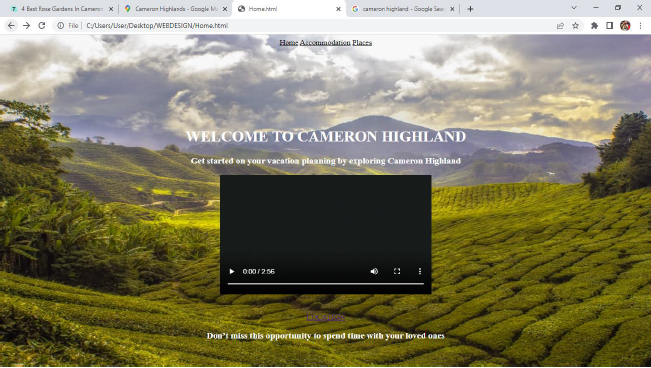 4 Best Rose Gardens In Cameron
Cameron Highlands - Google Ma
Home.html
cameron highland - Google Sear
File
C:/Users/User/Desktop/WEBDESIGN/Home.html
Home Accommodation Places
WELCOME TO CAMERON HIGHLAND
Get started on your vacation planning by exploring Cameron Highland
0:00 / 2:56
Don't miss this opportunity to spend time with your loved ones